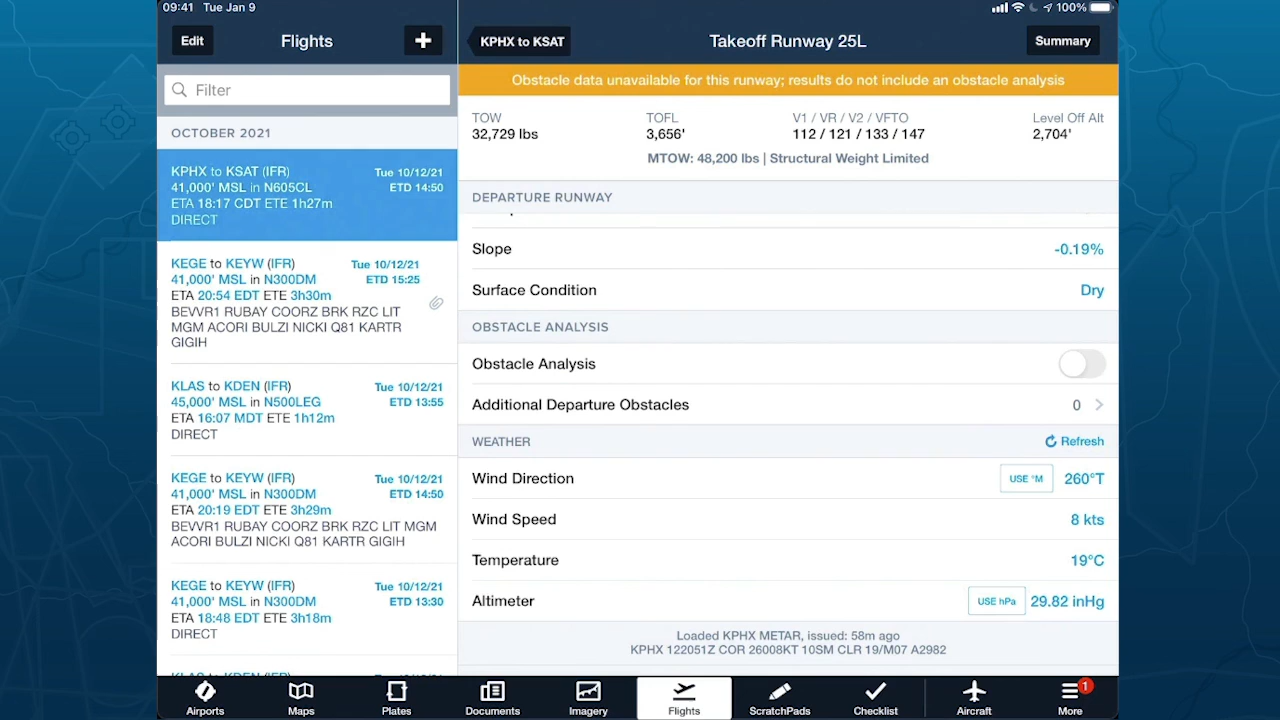 09:41 Tue Jan 9
100%
Edit
Flights
+
KPHX to KSAT
Takeoff Runway 25L
Summary
Filter
OCTOBER 2021
KPHX to KSAT (IFR)
Tue 10/12/21
41,000' MSL in N605CL
ETD 14:50
ETA 18:17 CDT ETE 1h27m
DIRECT
KEGE to KEYW (IFR)
Tue 10/12/21
41,000' MSL in N300DM
ETD 15:25
ETA 20:54 EDT ETE 3h30m
BEVVR1 RUBAY COORZ BRK RZC LIT
MGM ACORI BULZI NICKI Q81 KARTR
GIGIH
KLAS to KDEN (IFR)
Tue 10/12/21
45,000' MSL in N500LEG
ETD 13:55
ETA 16:07 MDT ETE 1h12m
DIRECT
KEGE to KEYW (IFR)
Tue 10/12/21
41,000' MSL in N300DM
ETD 14:50
ETA 20:19 EDT ETE 3h29m
BEVVR1 RUBAY COORZ BRK RZC LIT MGM
ACORI BULZI NICKI Q81 KARTR GIGIH
KEGE to KEYW (IFR)
Tue 10/12/21
41,000' MSL in N300DM
ETD 13:30
ETA 18:48 EDT ETE 3h18m
DIRECT
Obstacle data unavailable for this runway; results do not include an obstacle analysis
TOW
TOFL
V1 / VR / V2 / VFTO
Level Off Alt
32,729 lbs
3,656'
112 / 121 / 133 / 147
2,704'
MTOW: 48,200 lbs | Structural Weight Limited
DEPARTURE RUNWAY
Slope
-0.19%
Surface Condition
Dry
OBSTACLE ANALYSIS
Obstacle Analysis
Additional Departure Obstacles
0
WEATHER
Refresh
Wind Direction
USE °M
260°T
Wind Speed
8 kts
Temperature
19°C
Altimeter
USE hPa
29.82 inHg
Loaded KPHX METAR, issued: 58m ago
KPHX 122051Z COR 26008KT 10SM CLR 19/M07 A2982
Airports
Maps
Plates
Documents
Imagery
Flights
ScratchPads
Checklist
Aircraft
1
More